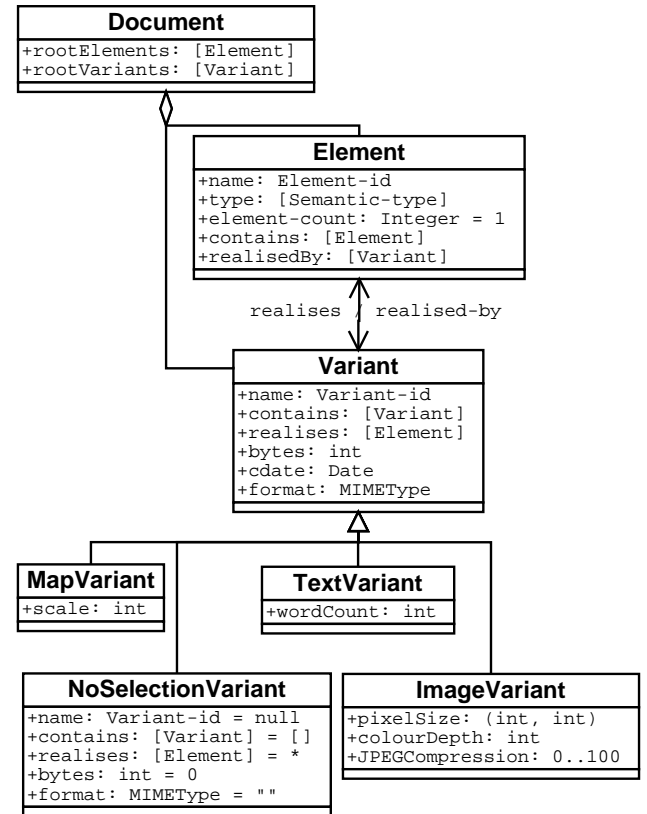 Document
+rootElements: [Element]
+rootVariants: [Variant]
Element
+name: Element-id
+type: [Semantic-type]
+element-count: Integer = 1
+contains: [Element]
+realisedBy: [Variant]
realises / realised-by
Variant
+name: Variant-id
+contains: [Variant]
+realises: [Element]
+bytes: int
+cdate: Date
+format: MIMEType
MapVariant
+scale: int
TextVariant
+wordCount: int
NoSelectionVariant
+name: Variant-id = null
+contains: [Variant] = []
+realises: [Element] = *
+bytes: int = 0
+format: MIMEType = ""
ImageVariant
+pixelSize: (int, int)
+colourDepth: int
+JPEGCompression: 0..100